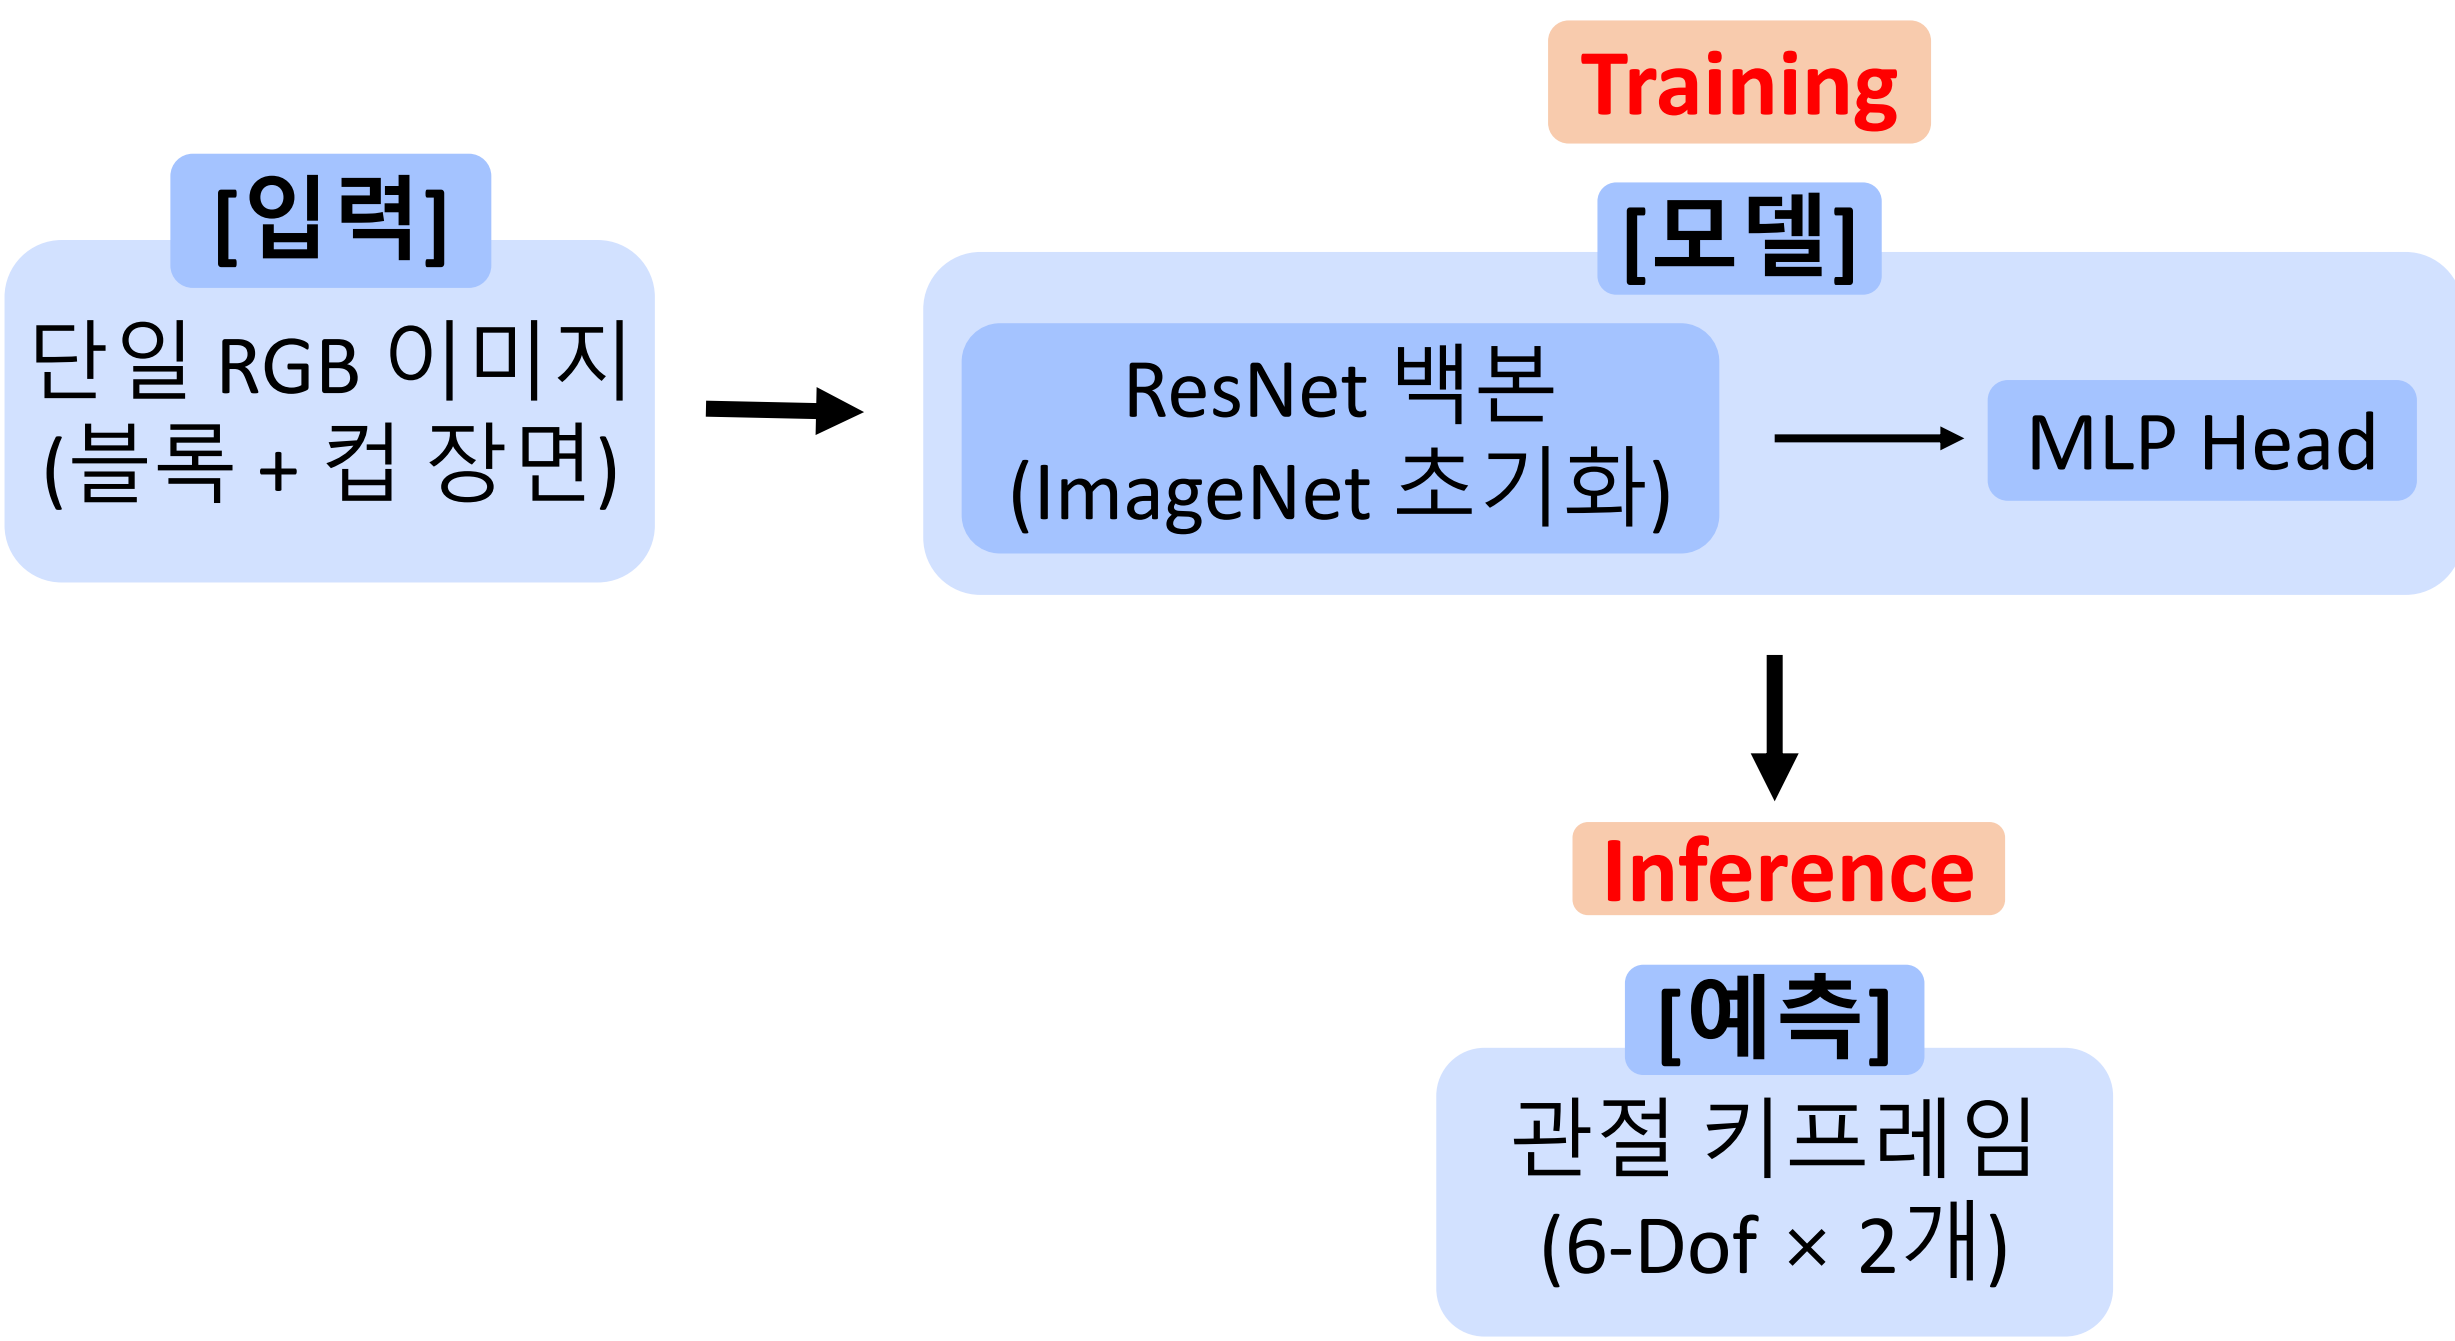 Training
[입력]
단일 RGB 이미지
(블록 + 컵 장면)
[모델]
ResNet 백본
(ImageNet 초기화)
MLP Head
Inference
[예측]
관절 키프레임
(6-Dof × 2개)